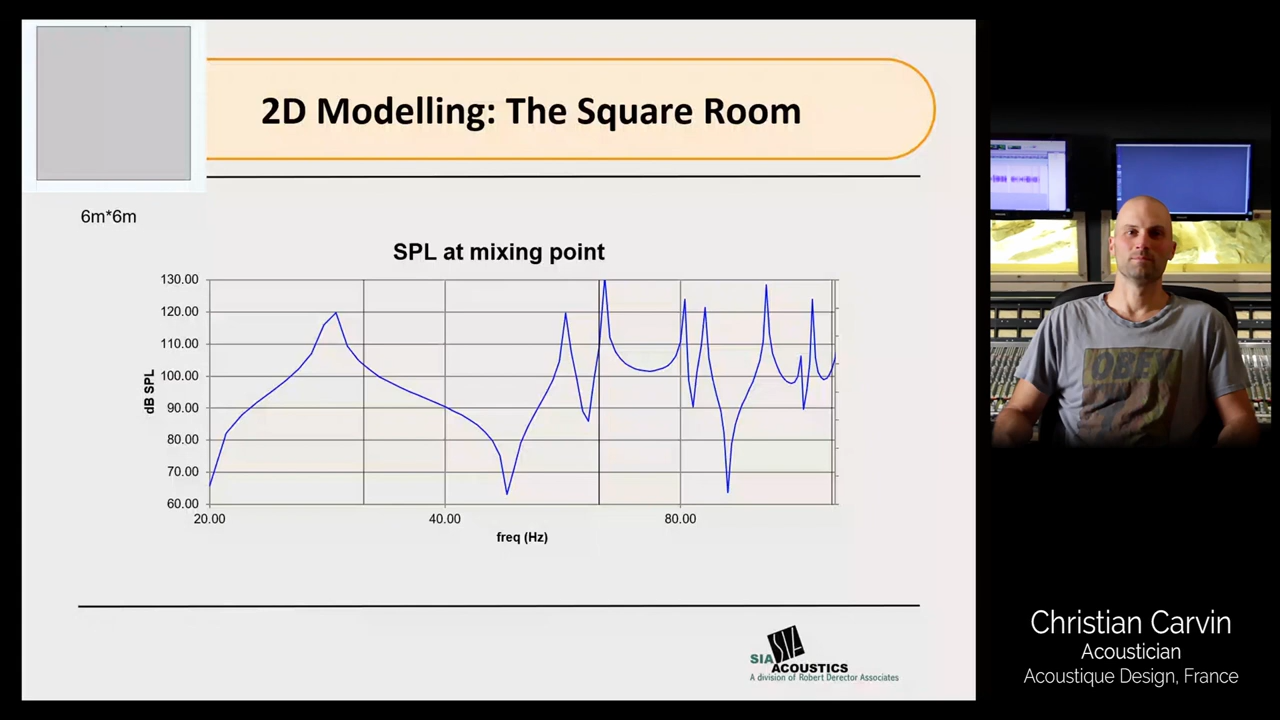 2D Modelling: The Square Room
6m*6m
SPL at mixing point
130.00
120.00
110.00
100.00
90.00
80.00
70.00
60.00
dB SPL
20.00
40.00
80.00
freq (Hz)
SIA
SIA ACOUSTICS
A division of Robert Derector Associates
OBEY
Christian Carvin
Acoustician
Acoustique Design, France